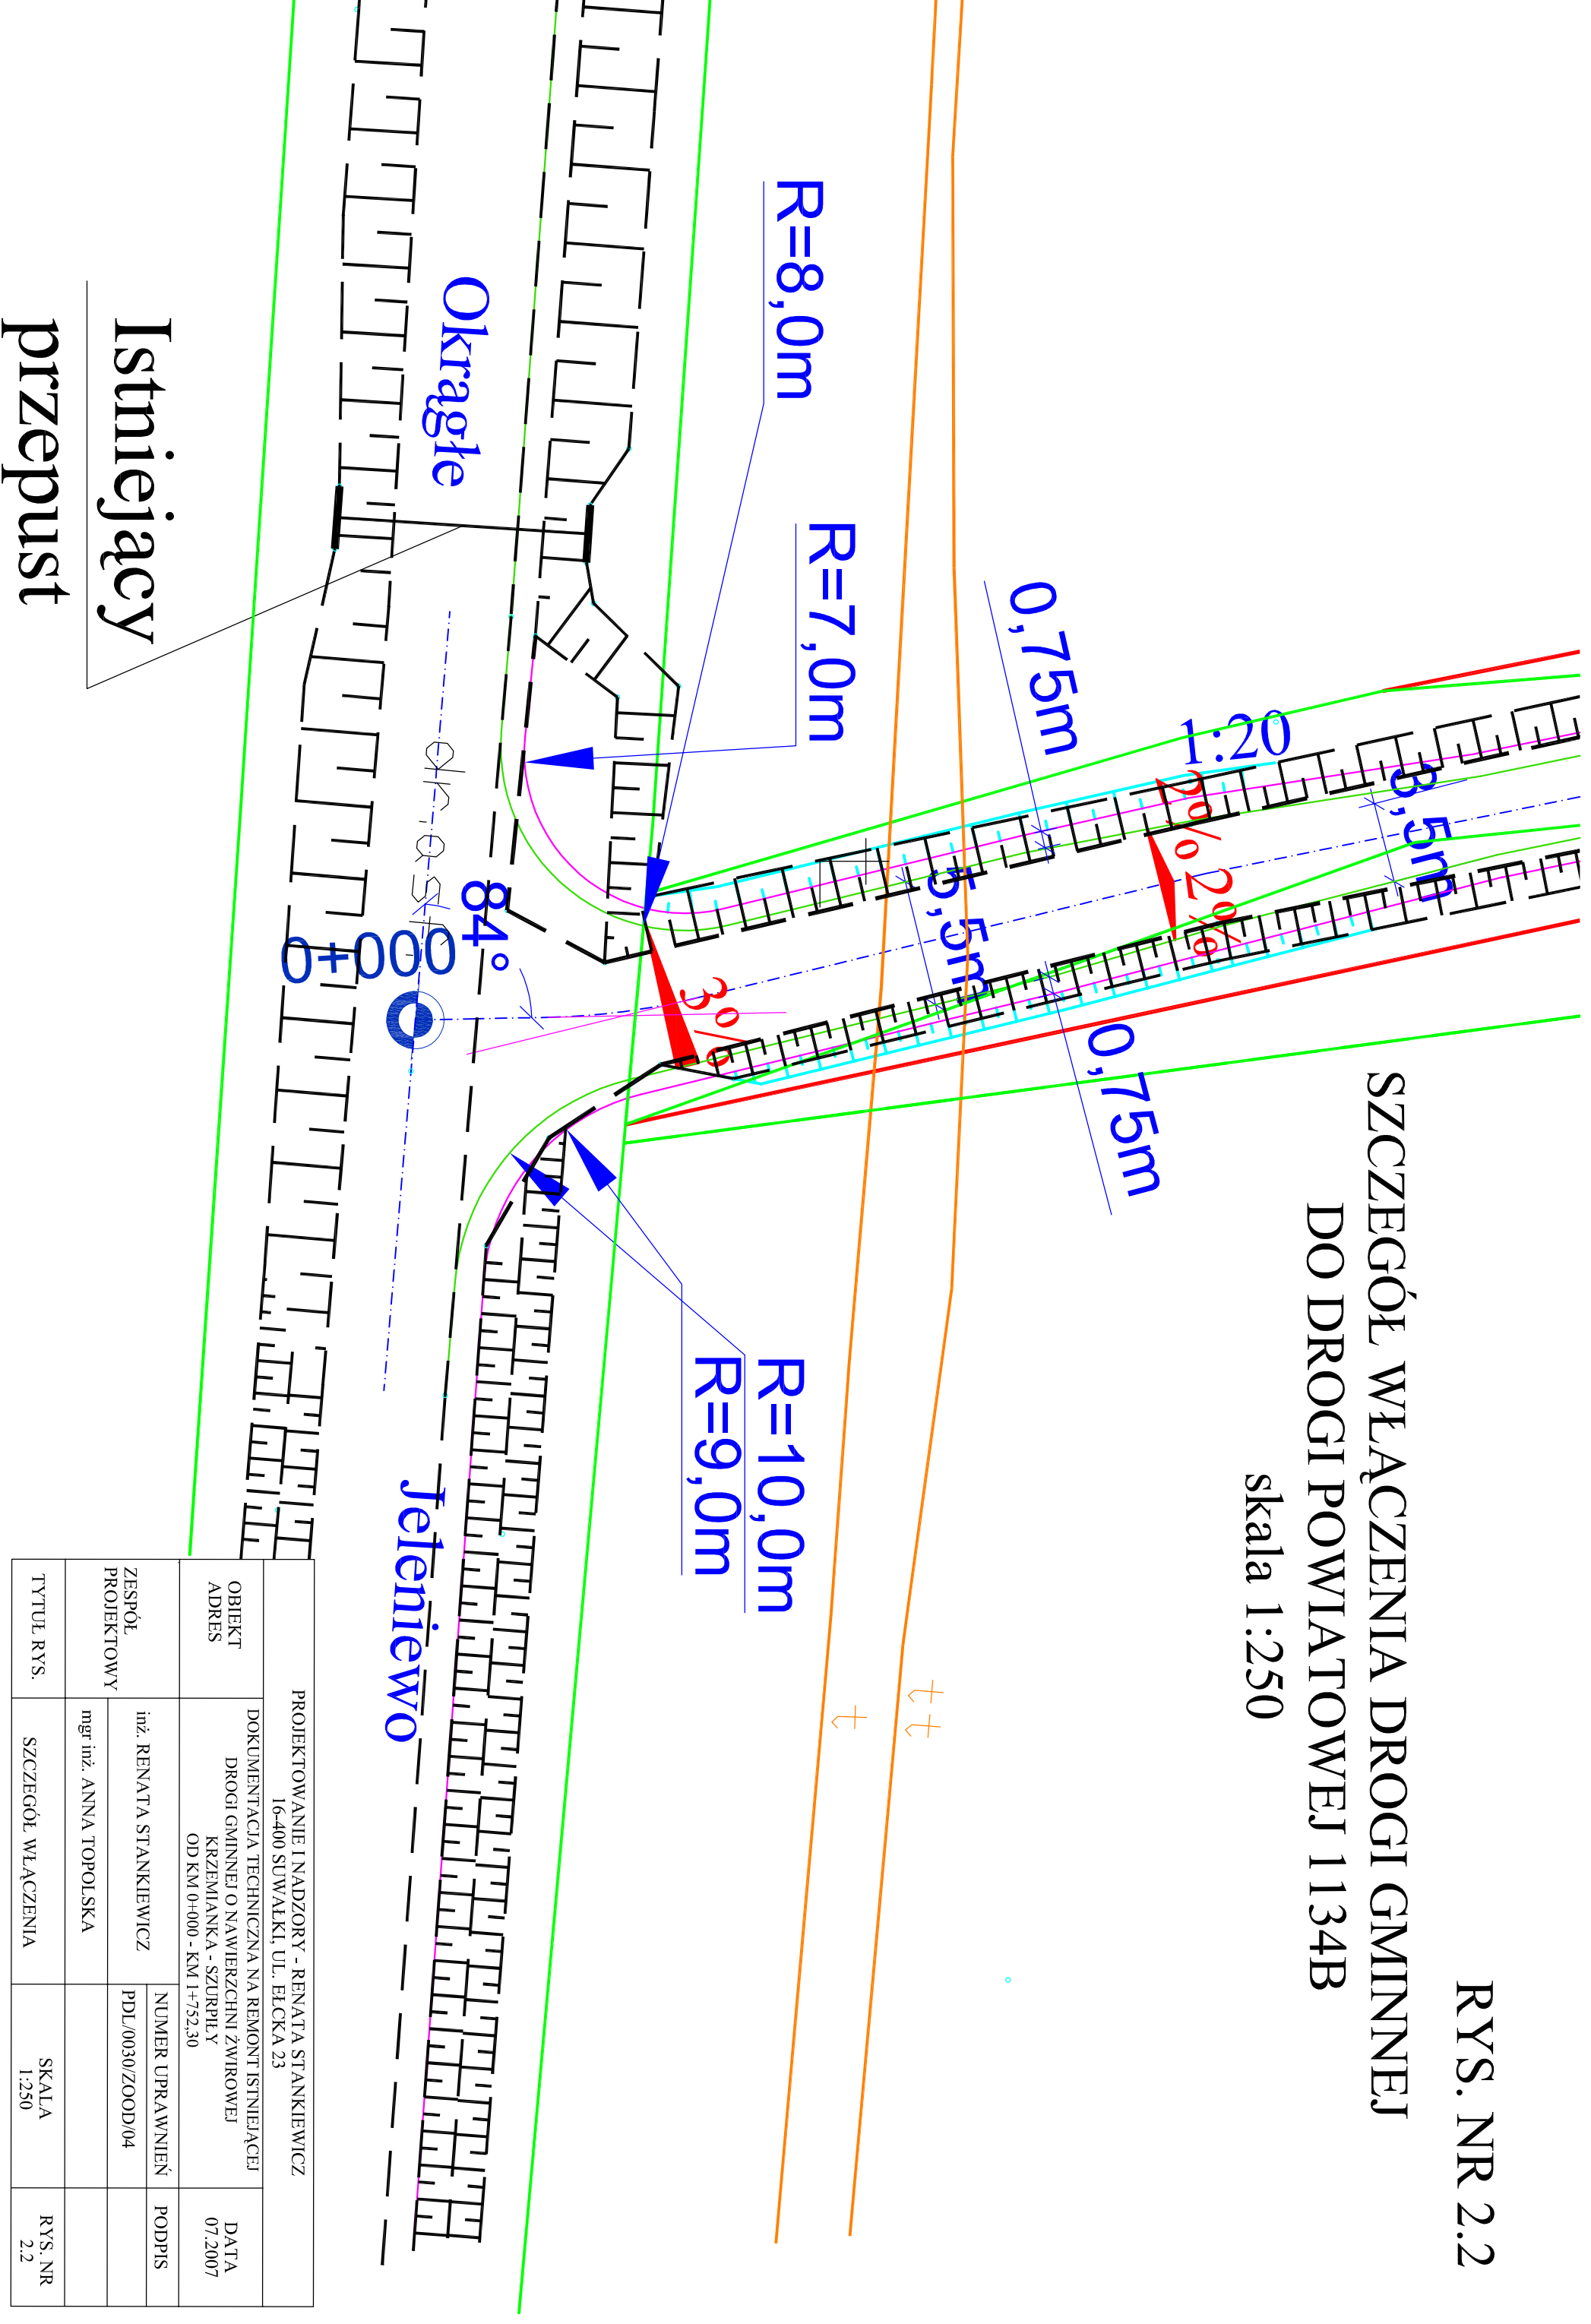 RYS. NR 2.2
SZCZEGÓŁ WŁĄCZENIA DROGI GMINNEJ
DO DROGI POWIATOWEJ 1134B
skala 1:250
1:20
3,5m
2% 2%
0,75m
0,75m
5,5m
3%
R=8,0m
R=7,0m
R=10,0m
R=9,0m
84°
0+000
Okrągłe
Jeleniewo
Istniejący
przepust
t
t
t
PROJEKTOWANIE I NADZORY - RENATA STANKIEWICZ
16-400 SUWAŁKI, UL. EŁCKA 23
OBIEKT
ADRES
DOKUMENTACJA TECHNICZNA NA REMONT ISTNIEJĄCEJ
DROGI GMINNEJ O NAWIERZCHNI ŻWIROWEJ
KRZEMIANKA - SZURPIŁY
OD KM 0+000 - KM 1+752,30
DATA
07.2007
ZESPÓŁ
PROJEKTOWY
NUMER UPRAWNIEŃ
PODPIS
inż. RENATA STANKIEWICZ
PDL/0030/ZOOD/04
mgr inż. ANNA TOPOLSKA
TYTUŁ RYS.
SZCZEGÓŁ WŁĄCZENIA
SKALA
1:250
RYS. NR
2.2